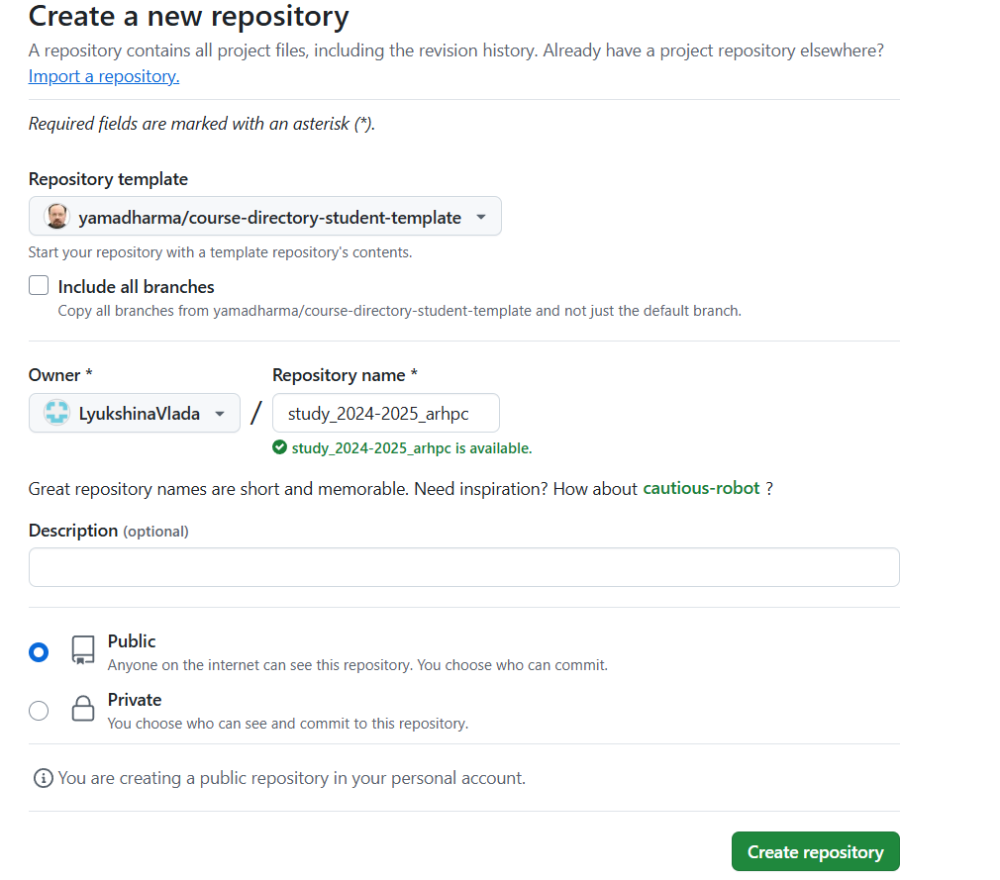 Create a new repository
A repository contains all project files, including the revision history. Already have a project repository elsewhere?
Import a repository.
Required fields are marked with an asterisk (*).
Repository template
yamadharma/course-directory-student-template
Start your repository with a template repository's contents.
Include all branches
Copy all branches from yamadharma/course-directory-student-template and not just the default branch.
Owner * Repository name *
LyukshinaVlada / study_2024-2025_arhpc
study_2024-2025_arhpc is available.
Great repository names are short and memorable. Need inspiration? How about cautious-robot ?
Description (optional)
Public
Anyone on the internet can see this repository. You choose who can commit.
Private
You choose who can see and commit to this repository.
You are creating a public repository in your personal account.
Create repository